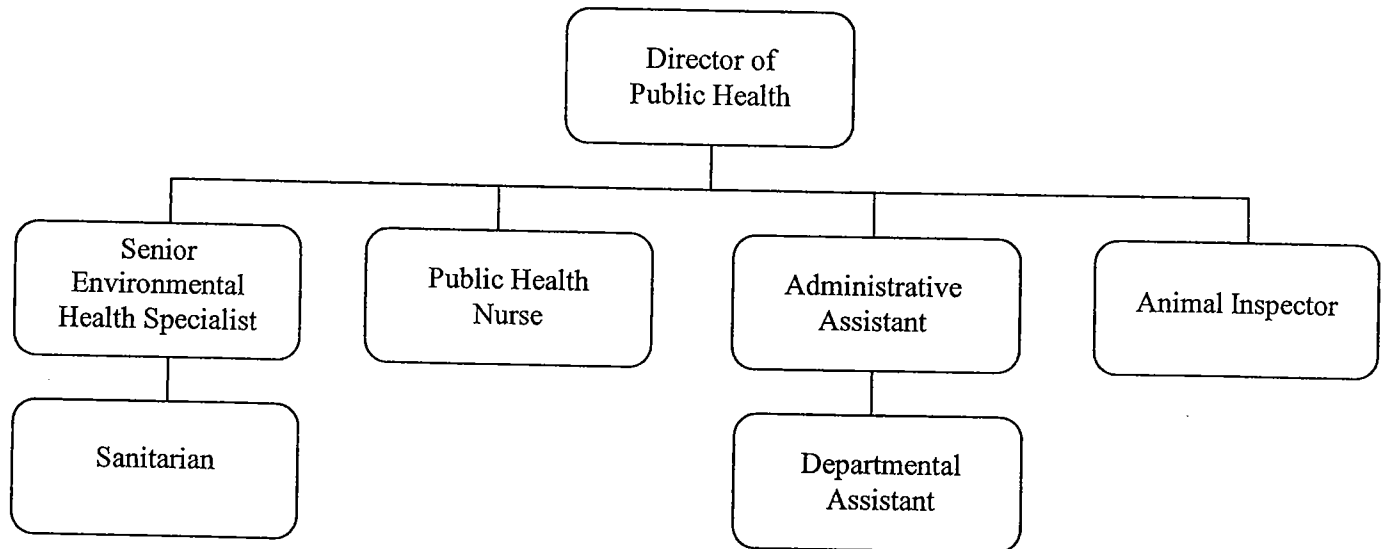 Director of
Public Health
Senior
Environmental
Health Specialist
Public Health
Nurse
Administrative
Assistant
Animal Inspector
Sanitarian
Departmental
Assistant